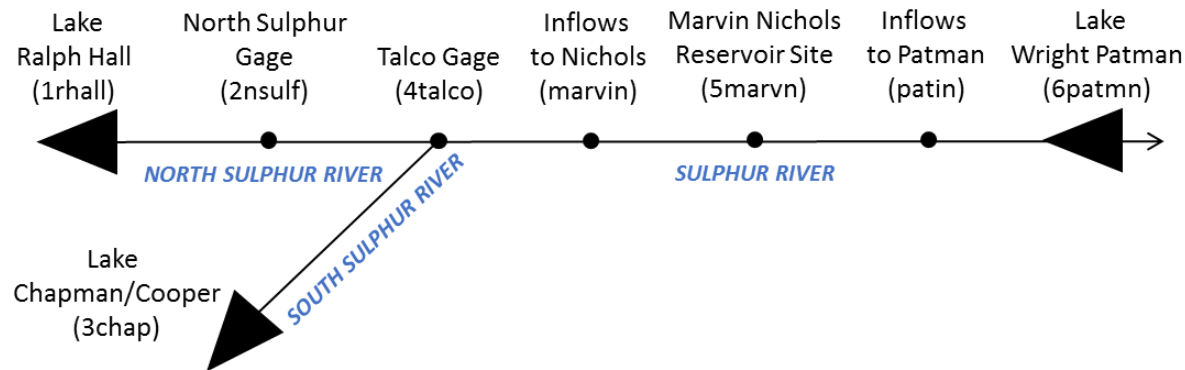 Lake
Ralph Hall
(1rhall)
North Sulphur
Gage
(2nsulf)
Talco Gage
(4talco)
Inflows
to Nichols
(marvin)
Marvin Nichols
Reservoir Site
(5marvn)
Inflows
to Patman
(patin)
Lake
Wright Patman
(6patmn)
NORTH SULPHUR RIVER
SULPHUR RIVER
SOUTH SULPHUR RIVER
Lake
Chapman/Cooper
(3chap)